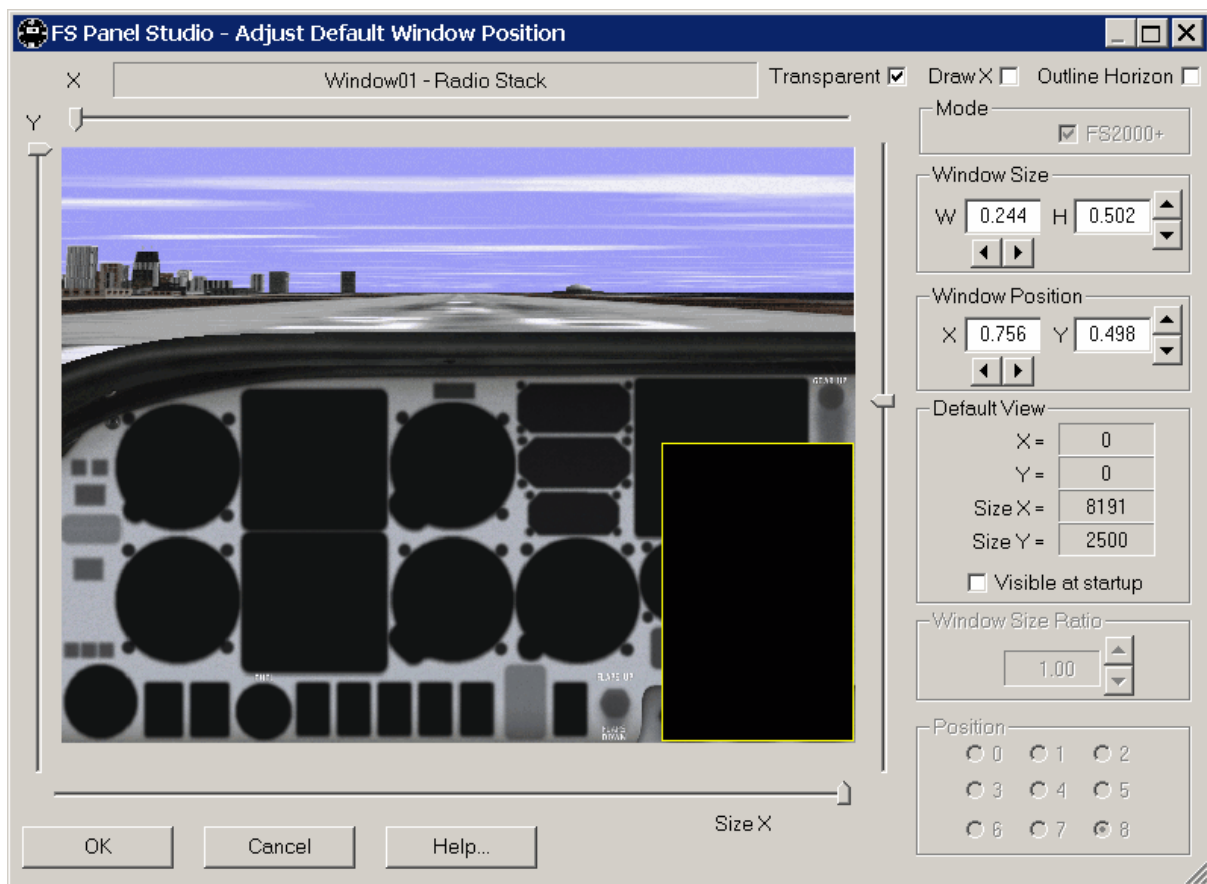 FS Panel Studio - Adjust Default Window Position
X
Window01 - Radio Stack
Transparent
Draw X
Outline Horizon
Y
Mode
FS2000+
Window Size
W 0.244 H 0.502
Window Position
X 0.756 Y 0.498
GEAR UP
Default View
X = 0
Y = 0
Size X = 8191
Size Y = 2500
Visible at startup
Window Size Ratio
1.00
FLAPS UP
FLAPS
DOWN
Position
0 1 2
3 4 5
6 7 8
Size X
OK
Cancel
Help...